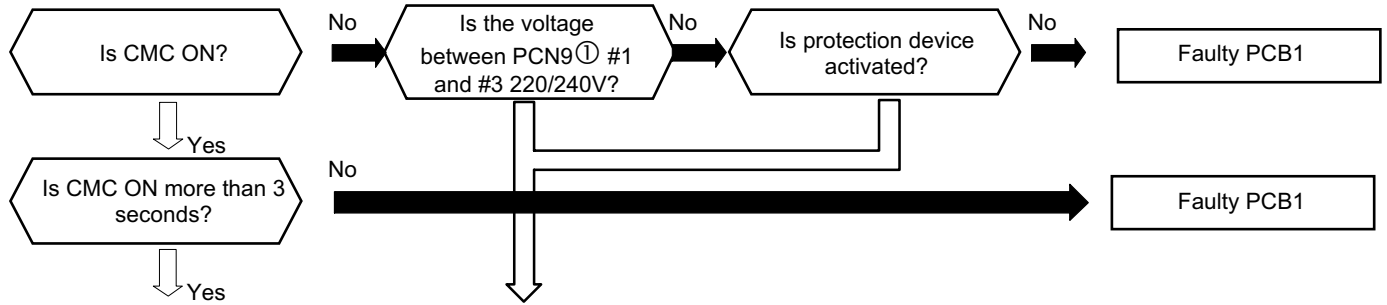 Is CMC ON?
No
Is the voltage
between PCN9① #1
and #3 220/240V?
No
Is protection device
activated?
No
Faulty PCB1
Yes
Is CMC ON more than 3
seconds?
No
Faulty PCB1
Yes